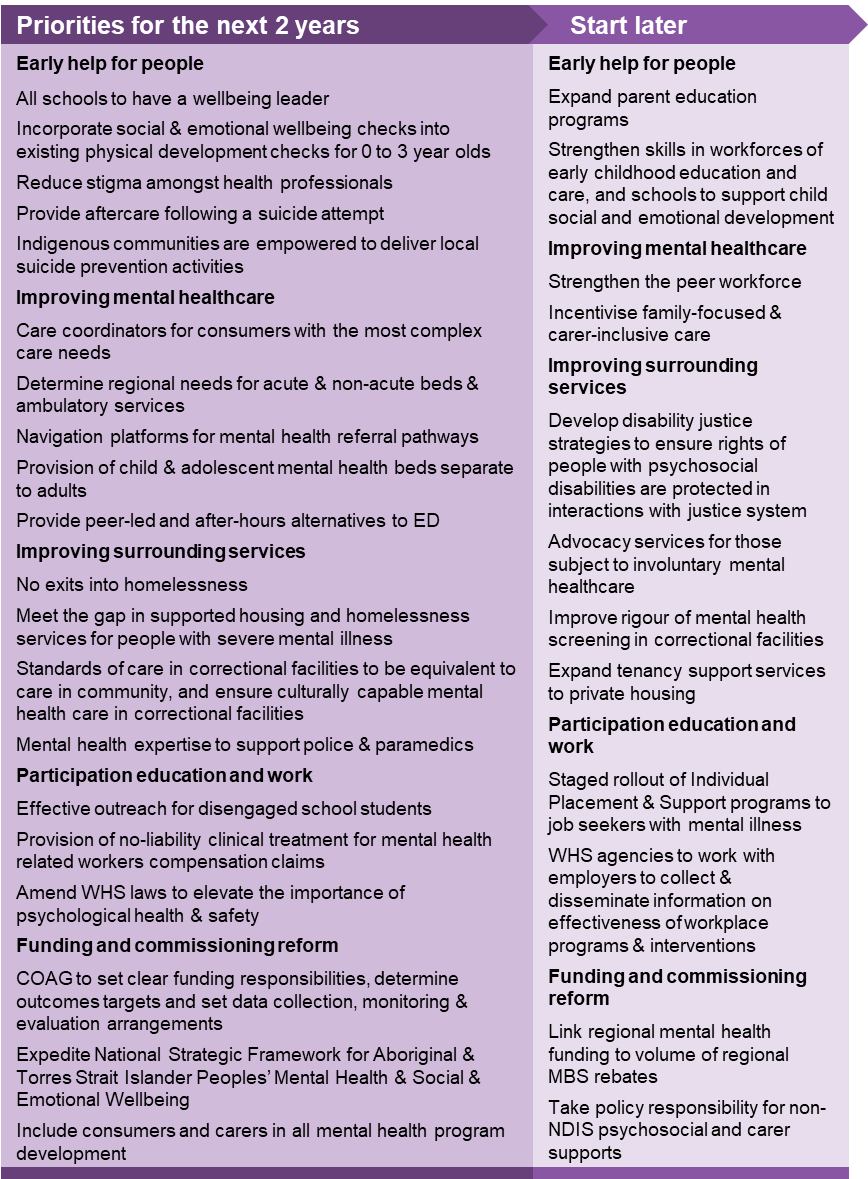 Priorities for the next 2 years
Early help for people
All schools to have a wellbeing leader
Incorporate social & emotional wellbeing checks into
existing physical development checks for 0 to 3 year olds
Reduce stigma amongst health professionals
Provide aftercare following a suicide attempt
Indigenous communities are empowered to deliver local
suicide prevention activities
Improving mental healthcare
Care coordinators for consumers with the most complex
care needs
Determine regional needs for acute & non-acute beds &
ambulatory services
Navigation platforms for mental health referral pathways
Provision of child & adolescent mental health beds separate
to adults
Provide peer-led and after-hours alternatives to ED
Improving surrounding services
No exits into homelessness
Meet the gap in supported housing and homelessness
services for people with severe mental illness
Standards of care in correctional facilities to be equivalent to
care in community, and ensure culturally capable mental
health care in correctional facilities
Mental health expertise to support police & paramedics
Participation education and work
Effective outreach for disengaged school students
Provision of no-liability clinical treatment for mental health
related workers compensation claims
Amend WHS laws to elevate the importance of
psychological health & safety
Funding and commissioning reform
COAG to set clear funding responsibilities, determine
outcomes targets and set data collection, monitoring &
evaluation arrangements
Expedite National Strategic Framework for Aboriginal &
Torres Strait Islander Peoples' Mental Health & Social &
Emotional Wellbeing
Include consumers and carers in all mental health program
development
Start later
Early help for people
Expand parent education
programs
Strengthen skills in workforces of
early childhood education and
care, and schools to support child
social and emotional development
Improving mental healthcare
Strengthen the peer workforce
Incentivise family-focused &
carer-inclusive care
Improving surrounding
services
Develop disability justice
strategies to ensure rights of
people with psychosocial
disabilities are protected in
interactions with justice system
Advocacy services for those
subject to involuntary mental
healthcare
Improve rigour of mental health
screening in correctional facilities
Expand tenancy support services
to private housing
Participation education and
work
Staged rollout of Individual
Placement & Support programs to
job seekers with mental illness
WHS agencies to work with
employers to collect &
disseminate information on
effectiveness of workplace
programs & interventions
Funding and commissioning
reform
Link regional mental health
funding to volume of regional
MBS rebates
Take policy responsibility for non-
NDIS psychosocial and carer
supports